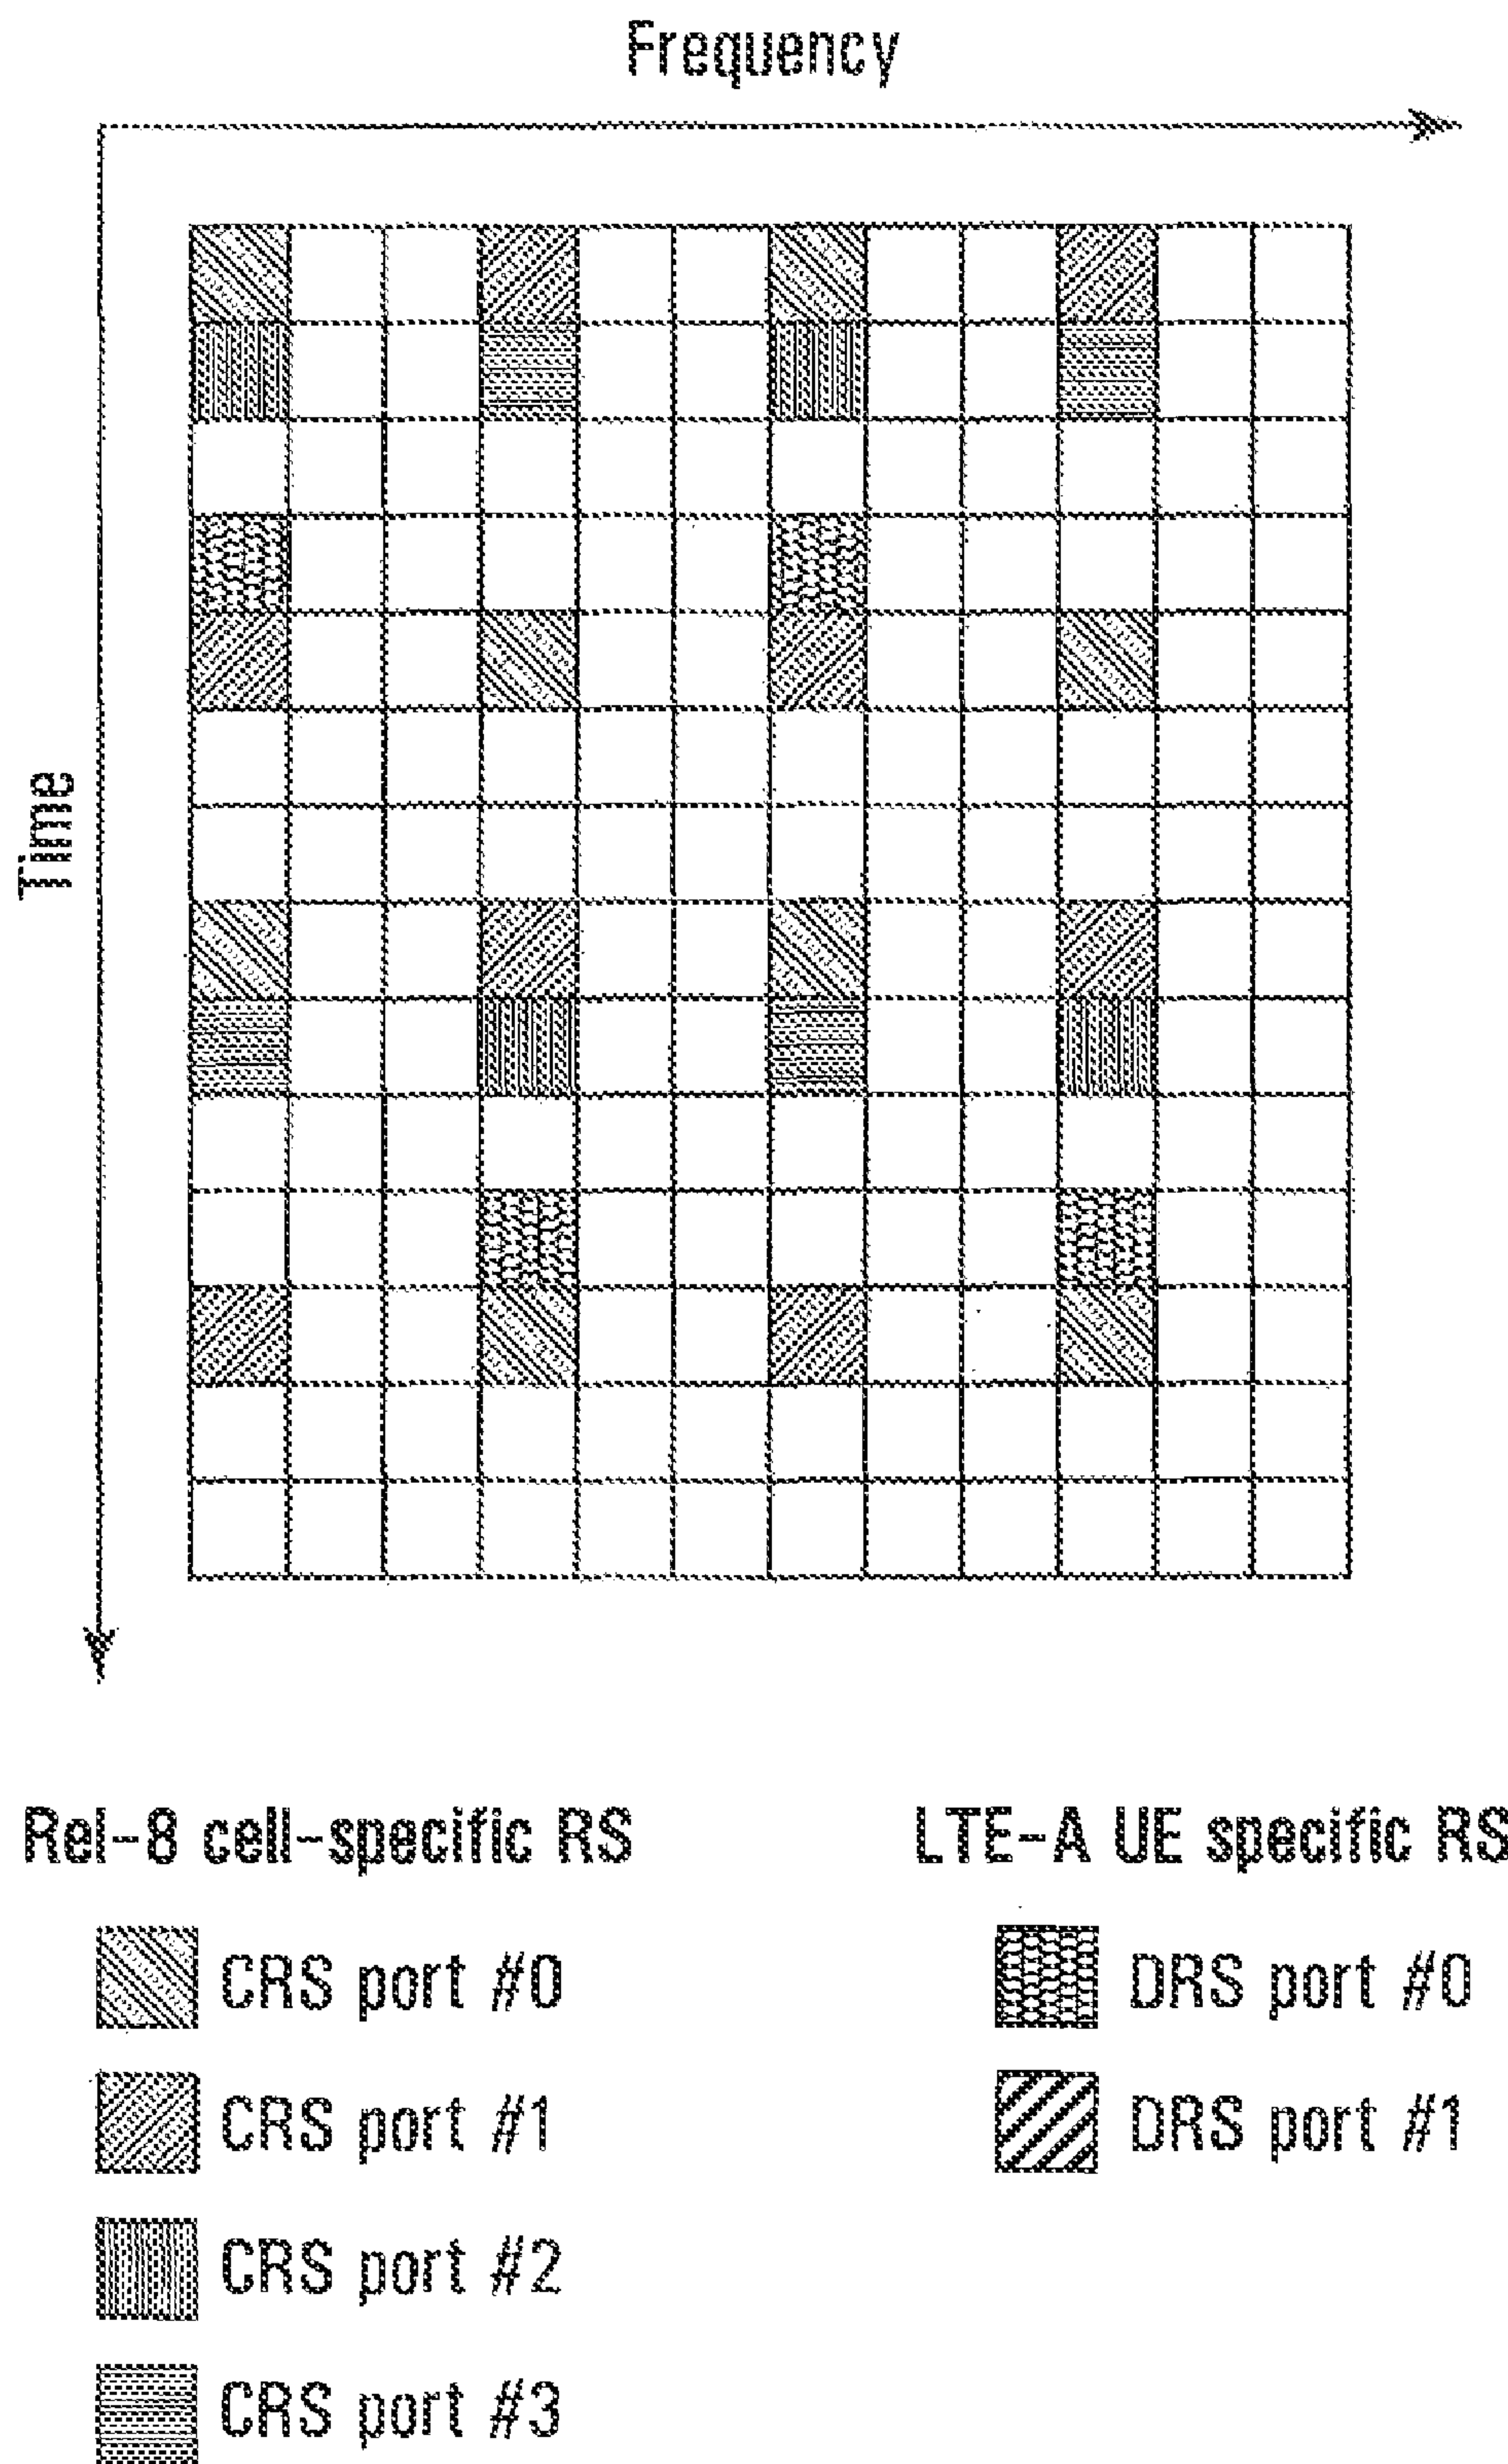 Frequency
Time
Rel-8 cell-specific RS
CRS port #0
CRS port #1
CRS port #2
CRS port #3
LTE-A UE specific RS
DRS port #0
DRS port #1